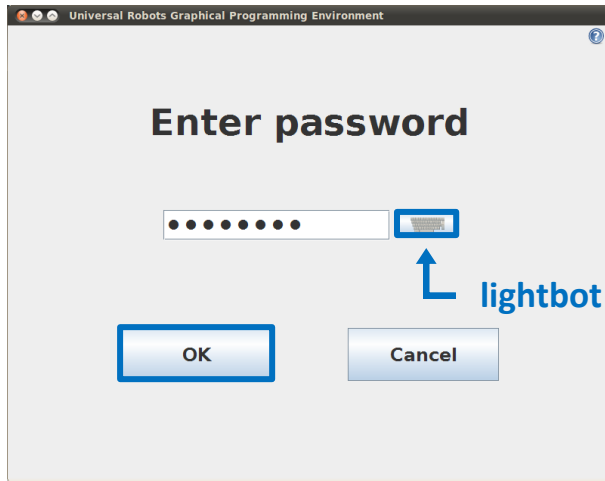 Universal Robots Graphical Programming Environment
Enter password
lightbot
OK
Cancel